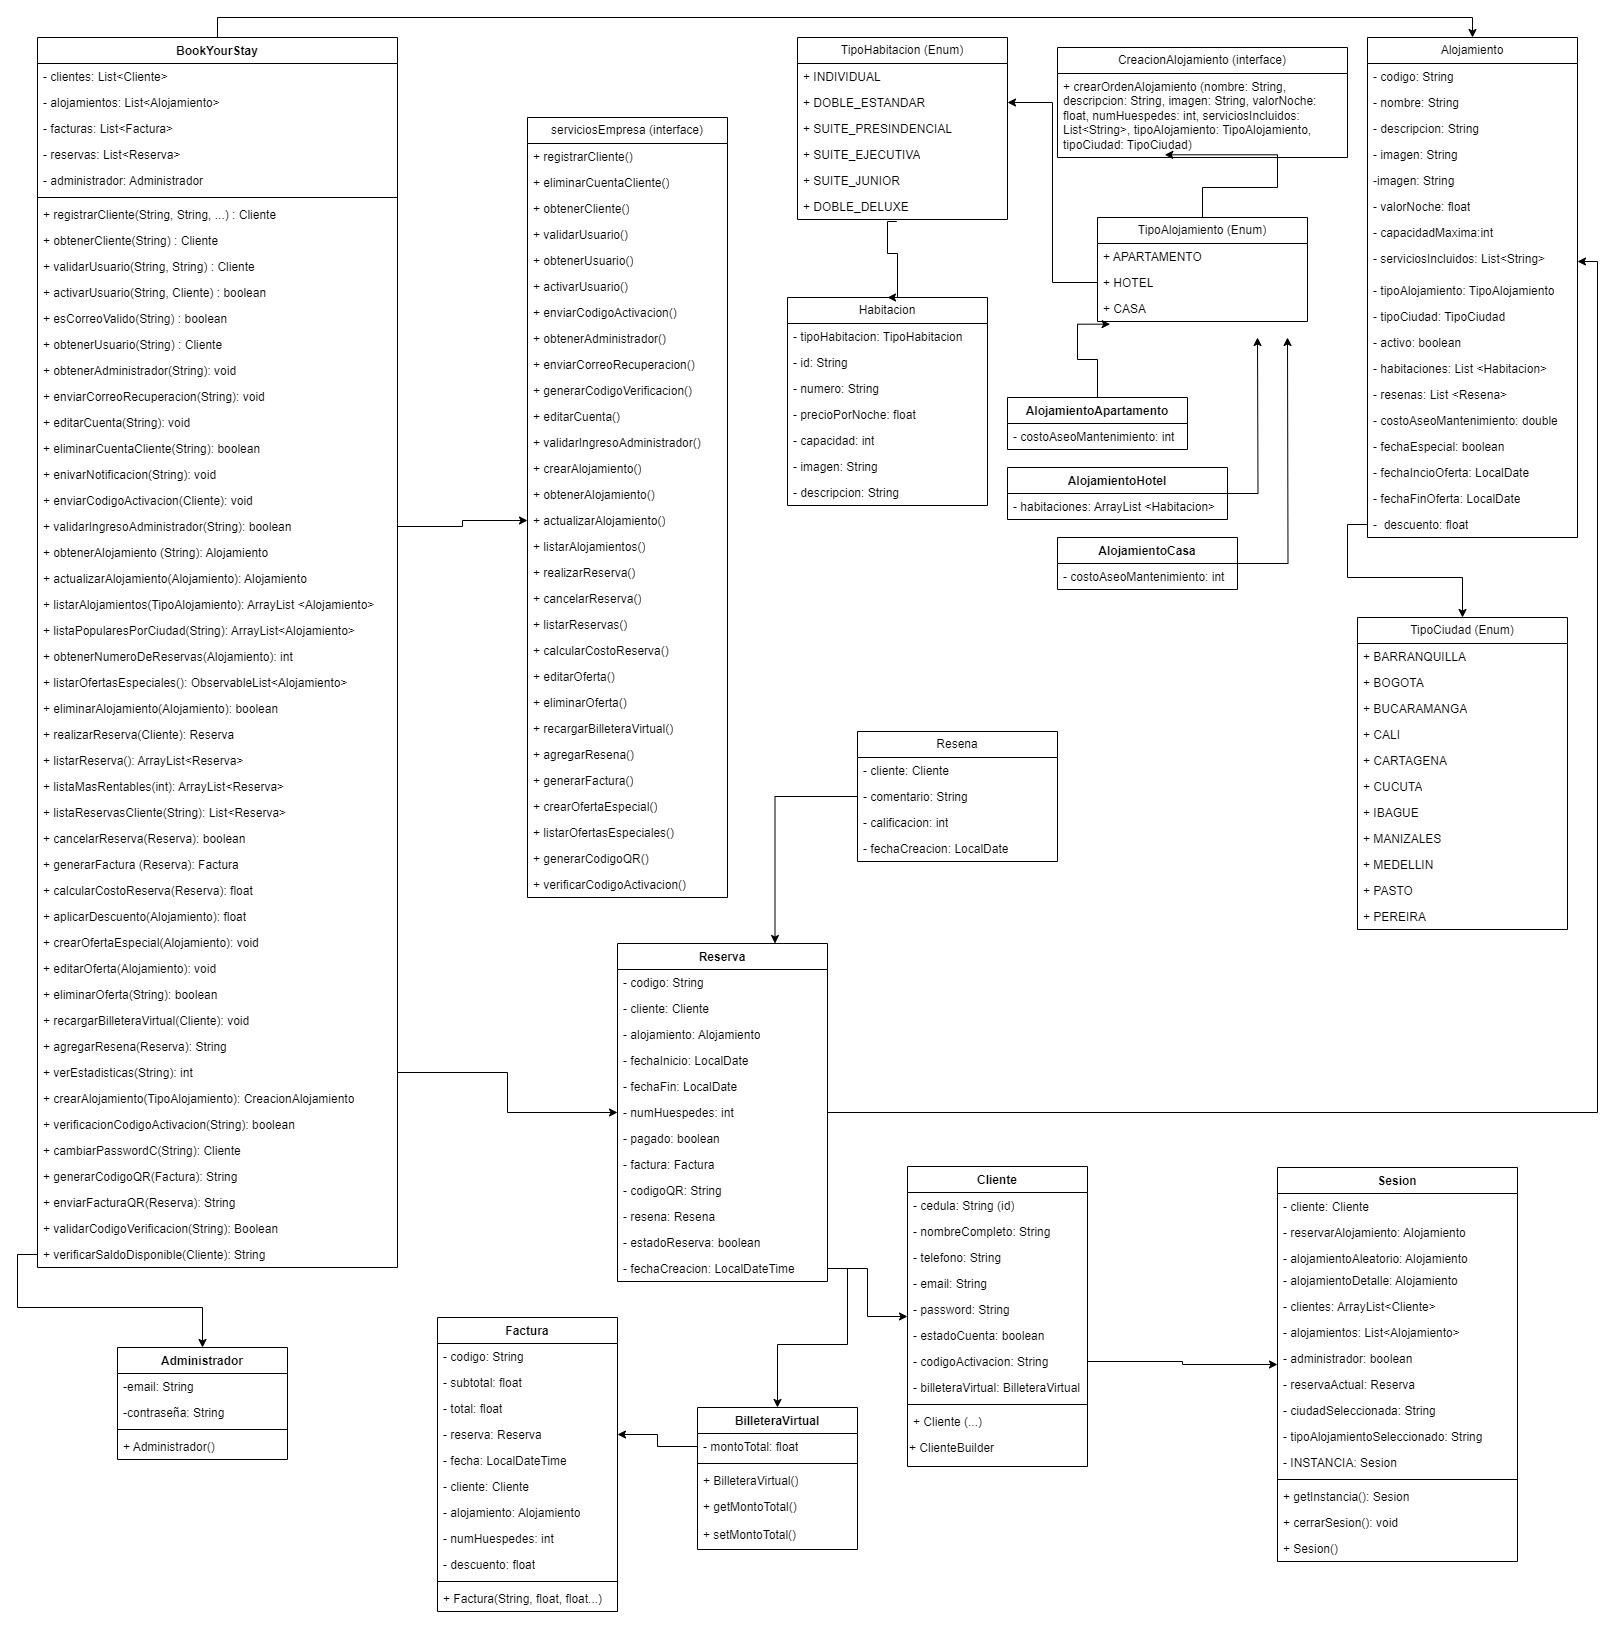 BookYourStay
- clientes: List<Cliente>
- alojamientos: List<Alojamiento>
- facturas: List<Factura>
- reservas: List<Reserva>
- administrador: Administrador
+ registrarCliente(String, String, ...) : Cliente
+ obtenerCliente(String) : Cliente
+ validarUsuario(String, String) : Cliente
+ activarUsuario(String, Cliente) : boolean
+ esCorreoValido(String) : boolean
+ obtenerUsuario(String) : Cliente
+ obtenerAdministrador(String): void
+ enviarCorreoRecuperacion(String): void
+ editarCuenta(String): void
+ eliminarCuentaCliente(String): boolean
+ enivarNotificacion(String): void
+ enviarCodigoActivacion(Cliente): void
+ validarIngresoAdministrador(String): boolean
+ obtenerAlojamiento (String): Alojamiento
+ actualizarAlojamiento(Alojamiento): Alojamiento
+ listarAlojamientos(TipoAlojamiento): ArrayList <Alojamiento>
+ listaPopularesPorCiudad(String): ArrayList<Alojamiento>
+ obtenerNumeroDeReservas(Alojamiento): int
+ listarOfertasEspeciales(): ObservableList<Alojamiento>
+ eliminarAlojamiento(Alojamiento): boolean
+ realizarReserva(Cliente): Reserva
+ listarReserva(): ArrayList<Reserva>
+ listaMasRentables(int): ArrayList<Reserva>
+ listaReservasCliente(String): List<Reserva>
+ cancelarReserva(Reserva): boolean
+ generarFactura (Reserva): Factura
+ calcularCostoReserva(Reserva): float
+ aplicarDescuento(Alojamiento): float
+ crearOfertaEspecial(Alojamiento): void
+ editarOferta(Alojamiento): void
+ eliminarOferta(String): boolean
+ recargarBilleteraVirtual(Cliente): void
+ agregarResena(Reserva): String
+ verEstadisticas(String): int
+ crearAlojamiento(TipoAlojamiento): CreacionAlojamiento
+ verificacionCodigoActivacion(String): boolean
+ cambiarPasswordC(String): Cliente
+ generarCodigoQR(Factura): String
+ enviarFacturaQR(Reserva): String
+ validarCodigoVerificacion(String): Boolean
+ verificarSaldoDisponible(Cliente): String
serviciosEmpresa (interface)
+ registrarCliente()
+ eliminarCuentaCliente()
+ obtenerCliente()
+ validarUsuario()
+ obtenerUsuario()
+ activarUsuario()
+ enviarCodigoActivacion()
+ obtenerAdministrador()
+ enviarCorreoRecuperacion()
+ generarCodigoVerificacion()
+ editarCuenta()
+ validarIngresoAdministrador()
+ crearAlojamiento()
+ obtenerAlojamiento()
+ actualizarAlojamiento()
+ listarAlojamientos()
+ realizarReserva()
+ cancelarReserva()
+ listarReservas()
+ calcularCostoReserva()
+ editarOferta()
+ eliminarOferta()
+ recargarBilleteraVirtual()
+ agregarResena()
+ generarFactura()
+ crearOfertaEspecial()
+ listarOfertasEspeciales()
+ generarCodigoQR()
+ verificarCodigoActivacion()
TipoHabitacion (Enum)
+ INDIVIDUAL
+ DOBLE_ESTANDAR
+ SUITE_PRESINDENCIAL
+ SUITE_EJECUTIVA
+ SUITE_JUNIOR
+ DOBLE_DELUXE
CreacionAlojamiento (interface)
+ crearOrdenAlojamiento (nombre: String,
descripcion: String, imagen: String, valorNoche:
float, numHuespedes: int, serviciosIncluidos:
List<String>, tipoAlojamiento: TipoAlojamiento,
tipoCiudad: TipoCiudad)
TipoAlojamiento (Enum)
+ APARTAMENTO
+ HOTEL
+ CASA
Habitacion
- tipoHabitacion: TipoHabitacion
- id: String
- numero: String
- precioPorNoche: float
- capacidad: int
- imagen: String
- descripcion: String
AlojamientoApartamento
- costoAseoMantenimiento: int
AlojamientoHotel
- habitaciones: ArrayList <Habitacion>
AlojamientoCasa
- costoAseoMantenimiento: int
Alojamiento
- codigo: String
- nombre: String
- descripcion: String
- imagen: String
-imagen: String
- valorNoche: float
- capacidadMaxima:int
- serviciosIncluidos: List<String>
- tipoAlojamiento: TipoAlojamiento
- tipoCiudad: TipoCiudad
- activo: boolean
- habitaciones: List <Habitacion>
- resenas: List <Resena>
- costoAseoMantenimiento: double
- fechaEspecial: boolean
- fechaIncioOferta: LocalDate
- fechaFinOferta: LocalDate
- descuento: float
TipoCiudad (Enum)
+ BARRANQUILLA
+ BOGOTA
+ BUCARAMANGA
+ CALI
+ CARTAGENA
+ CUCUTA
+ IBAGUE
+ MANIZALES
+ MEDELLIN
+ PASTO
+ PEREIRA
Resena
- cliente: Cliente
- comentario: String
- calificacion: int
- fechaCreacion: LocalDate
Reserva
- codigo: String
- cliente: Cliente
- alojamiento: Alojamiento
- fechaInicio: LocalDate
- fechaFin: LocalDate
- numHuespedes: int
- pagado: boolean
- factura: Factura
- codigoQR: String
- resena: Resena
- estadoReserva: boolean
- fechaCreacion: LocalDateTime
Cliente
- cedula: String (id)
- nombreCompleto: String
- telefono: String
- email: String
- password: String
- estadoCuenta: boolean
- codigoActivacion: String
- billeteraVirtual: BilleteraVirtual
+ Cliente (...)
+ ClienteBuilder
Sesion
- cliente: Cliente
- reservarAlojamiento: Alojamiento
- alojamientoAleatorio: Alojamiento
- alojamientoDetalle: Alojamiento
- clientes: ArrayList<Cliente>
- alojamientos: List<Alojamiento>
- administrador: boolean
- reservaActual: Reserva
- ciudadSeleccionada: String
- tipoAlojamientoSeleccionado: String
- INSTANCIA: Sesion
+ getInstancia(): Sesion
+ cerrarSesion(): void
+ Sesion()
Administrador
-email: String
-contraseña: String
+ Administrador()
Factura
- codigo: String
- subtotal: float
- total: float
- reserva: Reserva
- fecha: LocalDateTime
- cliente: Cliente
- alojamiento: Alojamiento
- numHuespedes: int
- descuento: float
+ Factura(String, float, float...)
BilleteraVirtual
- montoTotal: float
+ BilleteraVirtual()
+ getMontoTotal()
+ setMontoTotal()